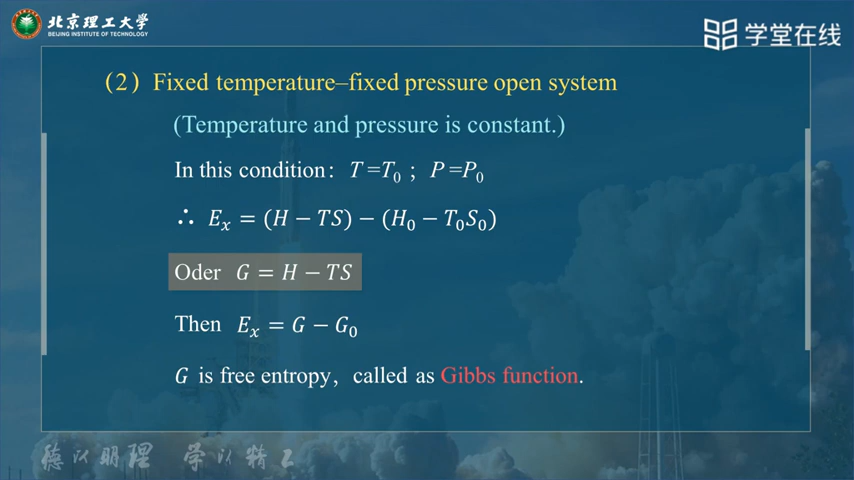 北京理工大学
BEIJING INSTITUTE OF TECHNOLOGY
学堂在线
(2) Fixed temperature–fixed pressure open system
(Temperature and pressure is constant.)
In this condition: T=T₀ ; P=P₀
∴ Eₓ = (H − TS) − (H₀ − T₀S₀)
Oder G = H − TS
Then Eₓ = G − G₀
G is free entropy, called as Gibbs function.
德以明理 学以精工